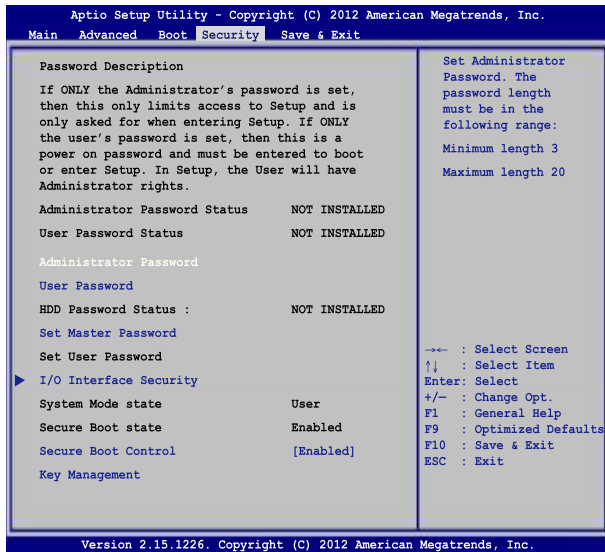 Aptio Setup Utility - Copyright (C) 2012 American Megatrends, Inc.
Main Advanced Boot Security Save & Exit
Password Description
If ONLY the Administrator's password is set,
then this only limits access to Setup and is
only asked for when entering Setup. If ONLY
the user's password is set, then this is a
power on password and must be entered to boot
or enter Setup. In Setup, the User will have
Administrator rights.
Administrator Password Status NOT INSTALLED
User Password Status NOT INSTALLED
Administrator Password
User Password
HDD Password Status : NOT INSTALLED
Set Master Password
Set User Password
I/O Interface Security
System Mode state User
Secure Boot state Enabled
Secure Boot Control [Enabled]
Key Management
Set Administrator
Password. The
password length
must be in the
following range:
Minimum length 3
Maximum length 20
→← : Select Screen
↑↓ : Select Item
Enter: Select
+/— : Change Opt.
F1 : General Help
F9 : Optimized Defaults
F10 : Save & Exit
ESC : Exit
Version 2.15.1226. Copyright (C) 2012 American Megatrends, Inc.